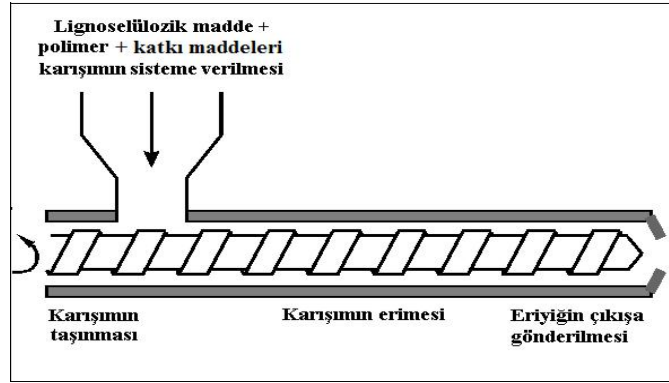 Lignoselülozik madde +
polimer + katkı maddeleri
karışımın sisteme verilmesi
Karışımın
taşınması
Karışımın erimesi
Eriyiğin çıkışa
gönderilmesi